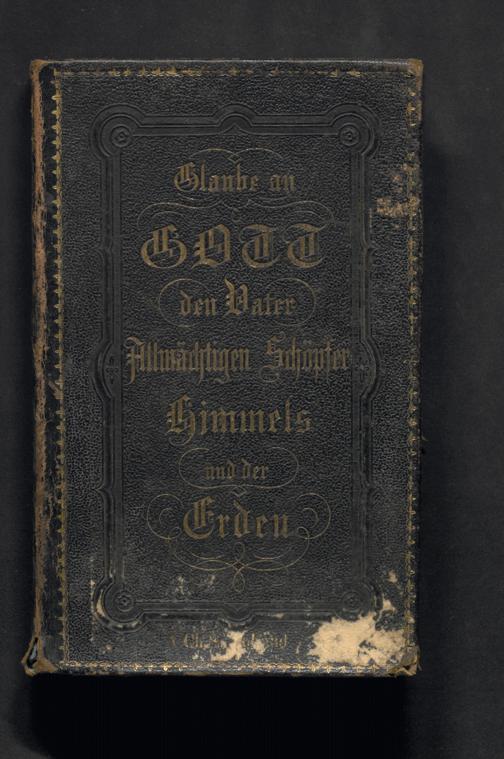 Glaube an
GOTT
den Vater
Allmächtigen Schöpfer
Himmels
und der
Erden